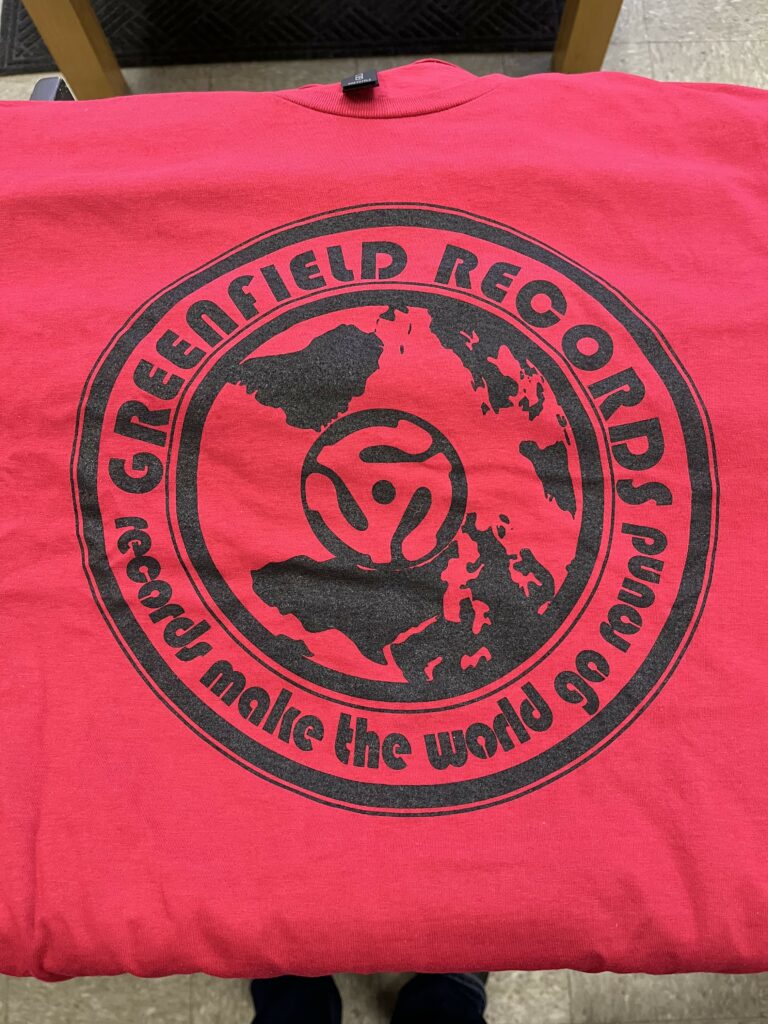 GREENFIELD RECORDS
records make the world go round